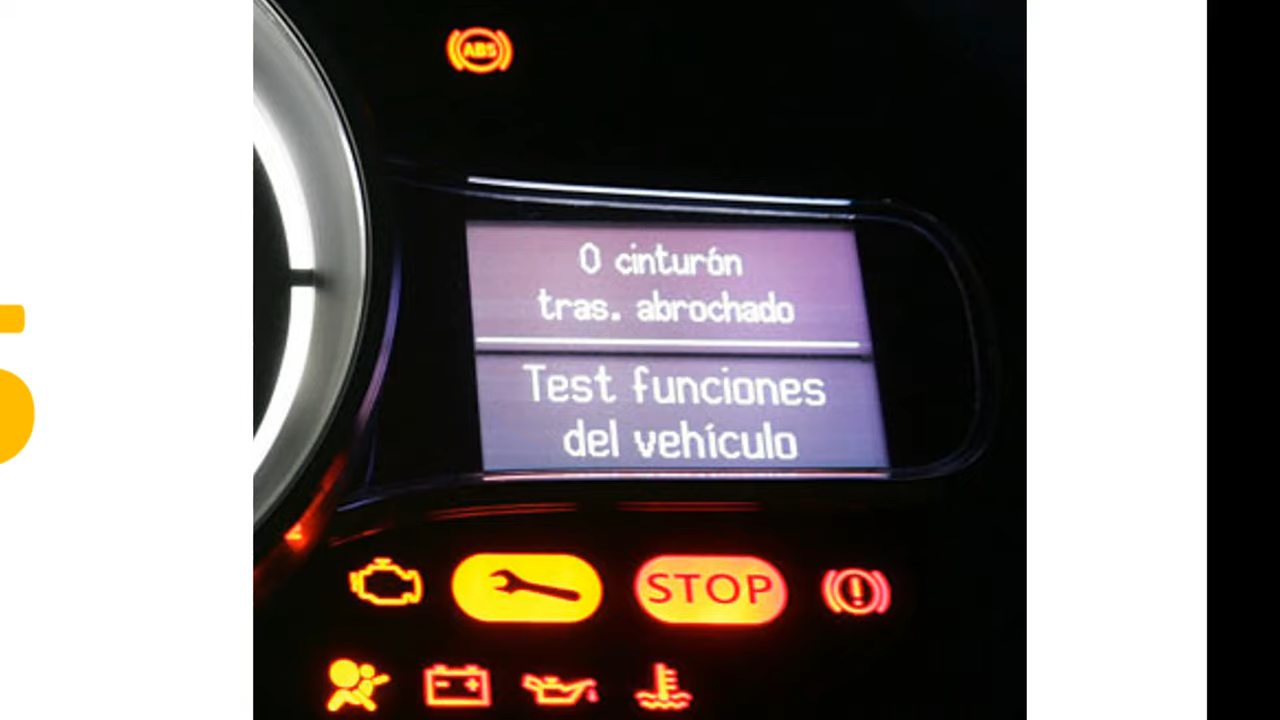 ABS
0 cinturón
tras. abrochado
Test funciones
del vehículo
STOP